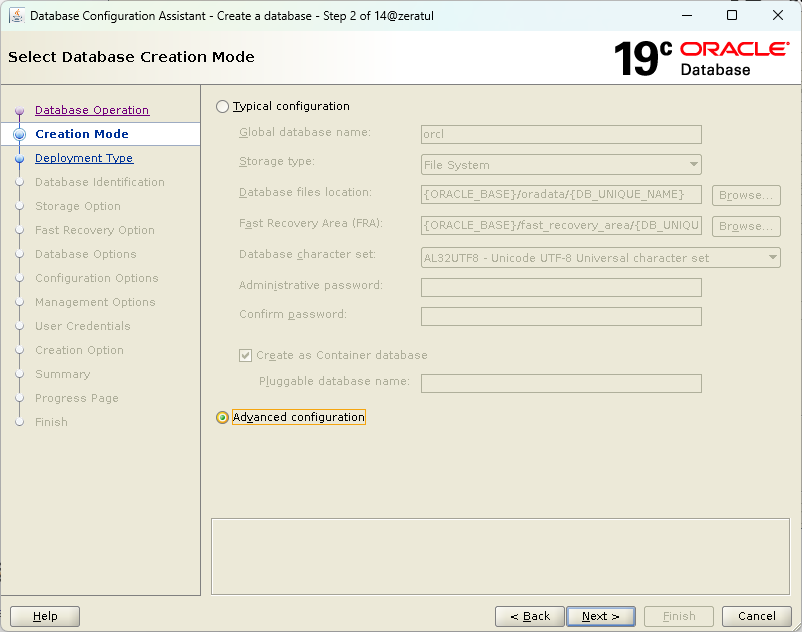 Database Configuration Assistant - Create a database - Step 2 of 14@zeratul
Select Database Creation Mode
19c ORACLE Database
Database Operation
Creation Mode
Deployment Type
Database Identification
Storage Option
Fast Recovery Option
Database Options
Configuration Options
Management Options
User Credentials
Creation Option
Summary
Progress Page
Finish
Typical configuration
Global database name: orcl
Storage type: File System
Database files location: {ORACLE_BASE}/oradata/{DB_UNIQUE_NAME} Browse...
Fast Recovery Area (FRA): {ORACLE_BASE}/fast_recovery_area/{DB_UNIQU Browse...
Database character set: AL32UTF8 - Unicode UTF-8 Universal character set
Administrative password:
Confirm password:
Create as Container database
Pluggable database name:
Advanced configuration
Help < Back Next > Finish Cancel